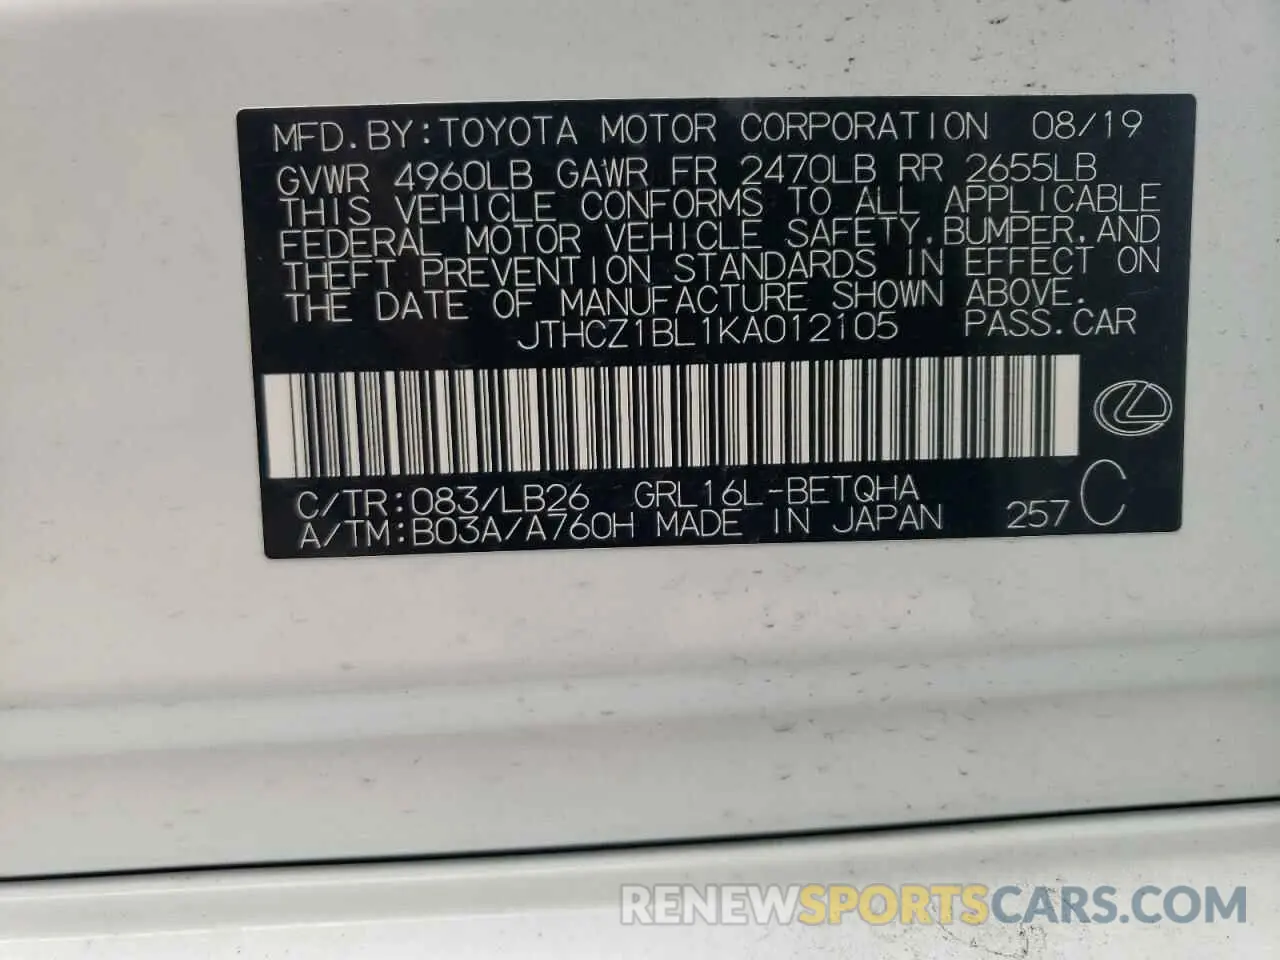 MFD. BY: TOYOTA MOTOR CORPORATION 08/19
GVWR 4960LB GAWR FR 2470LB RR 2655LB
THIS VEHICLE CONFORMS TO ALL APPLICABLE
FEDERAL MOTOR VEHICLE SAFETY, BUMPER, AND
THEFT PREVENTION STANDARDS IN EFFECT ON
THE DATE OF MANUFACTURE SHOWN ABOVE.
JTHCZ1BL1KA012105 PASS. CAR
C/TR: 083/LB26 GRL16L-BETQHA
A/TM: B03A/A760H MADE IN JAPAN 257 C
RENEWSPORTSCARS.COM